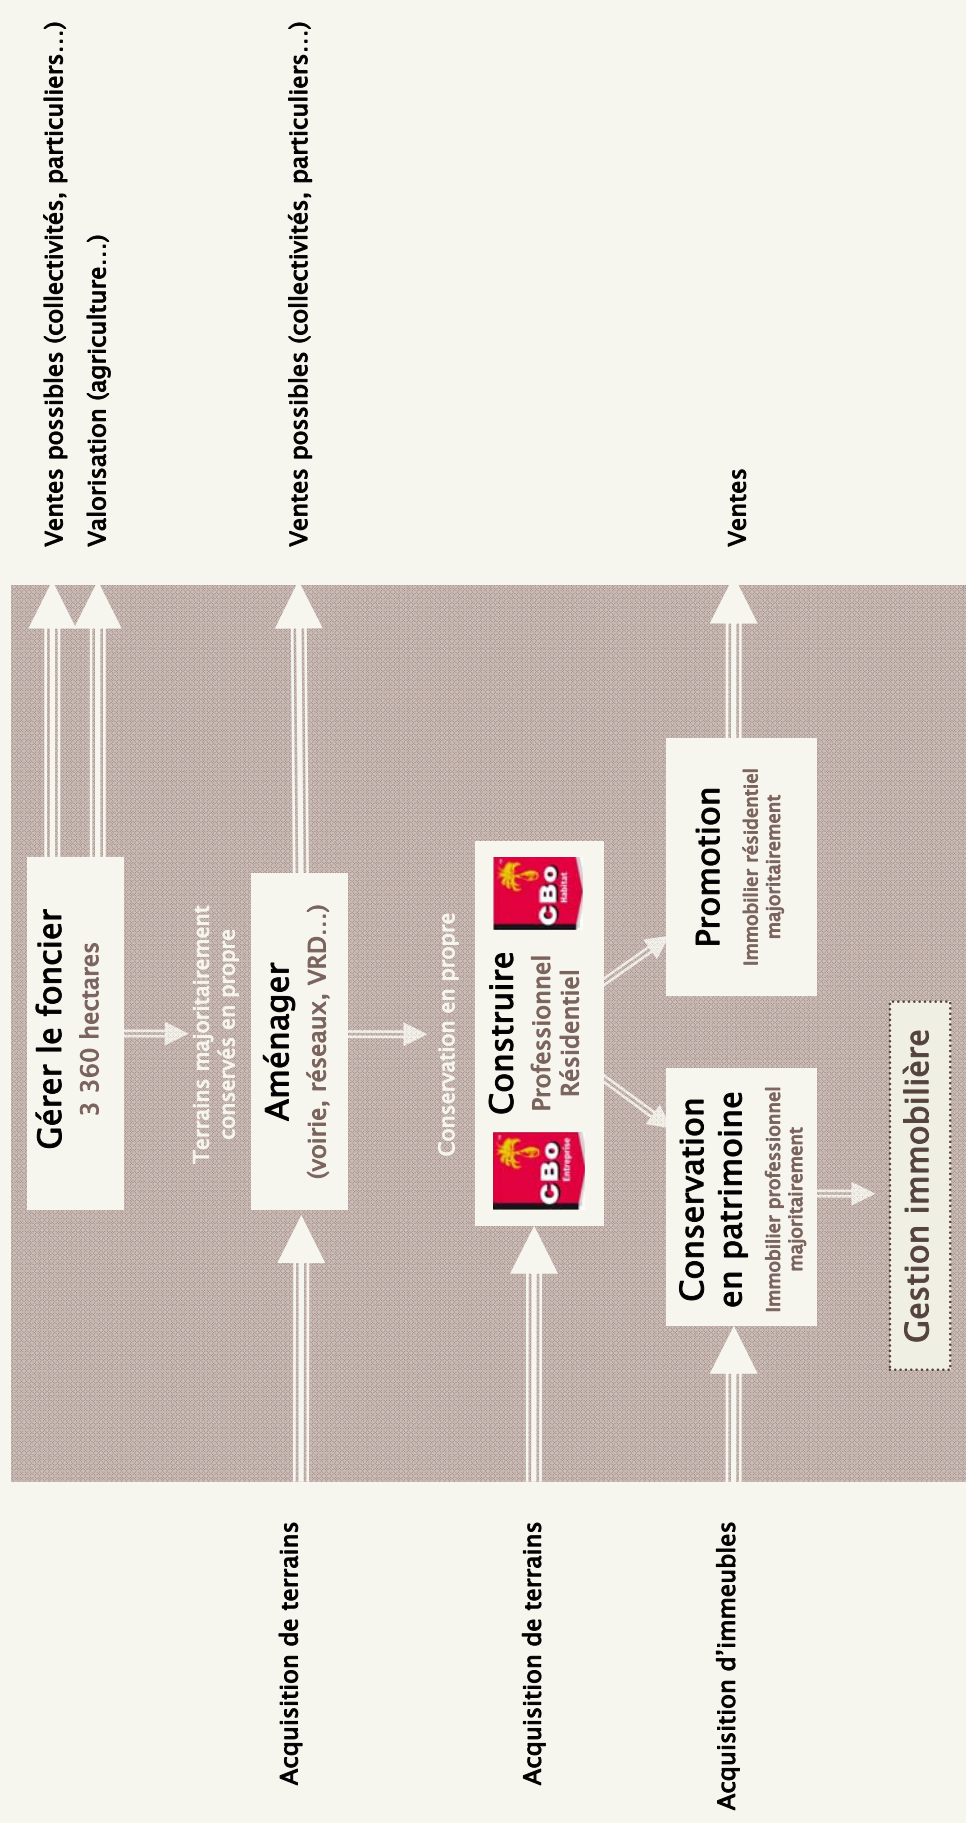 Gérer le foncier
3 360 hectares
Ventes possibles (collectivités, particuliers…)
Valorisation (agriculture…)
Terrains majoritairement
conservés en propre
Acquisition de terrains
Aménager
(voirie, réseaux, VRD…)
Ventes possibles (collectivités, particuliers…)
Conservation en propre
Acquisition de terrains
CBo
Entreprise
Construire
Professionnel
Résidentiel
CBo
Habitat
Acquisition d’immeubles
Conservation
en patrimoine
Immobilier professionnel
majoritairement
Promotion
Immobilier résidentiel
majoritairement
Ventes
Gestion immobilière